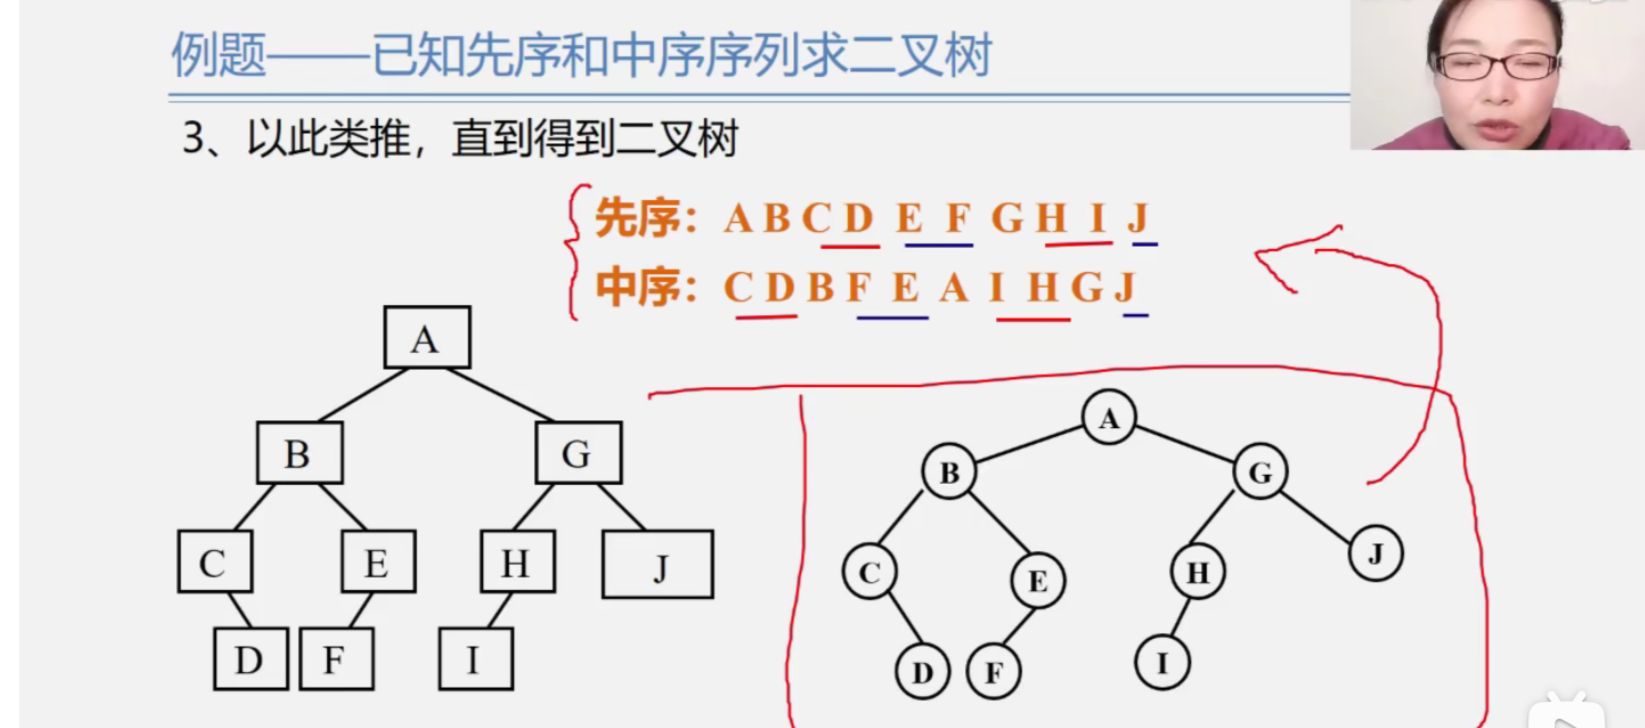 例题——已知先序和中序序列求二叉树
3、以此类推，直到得到二叉树
先序：A B C D E F G H I J
中序：C D B F E A I H G J
A
B G
C E H J
D F I
A
B G
C E H J
D F I